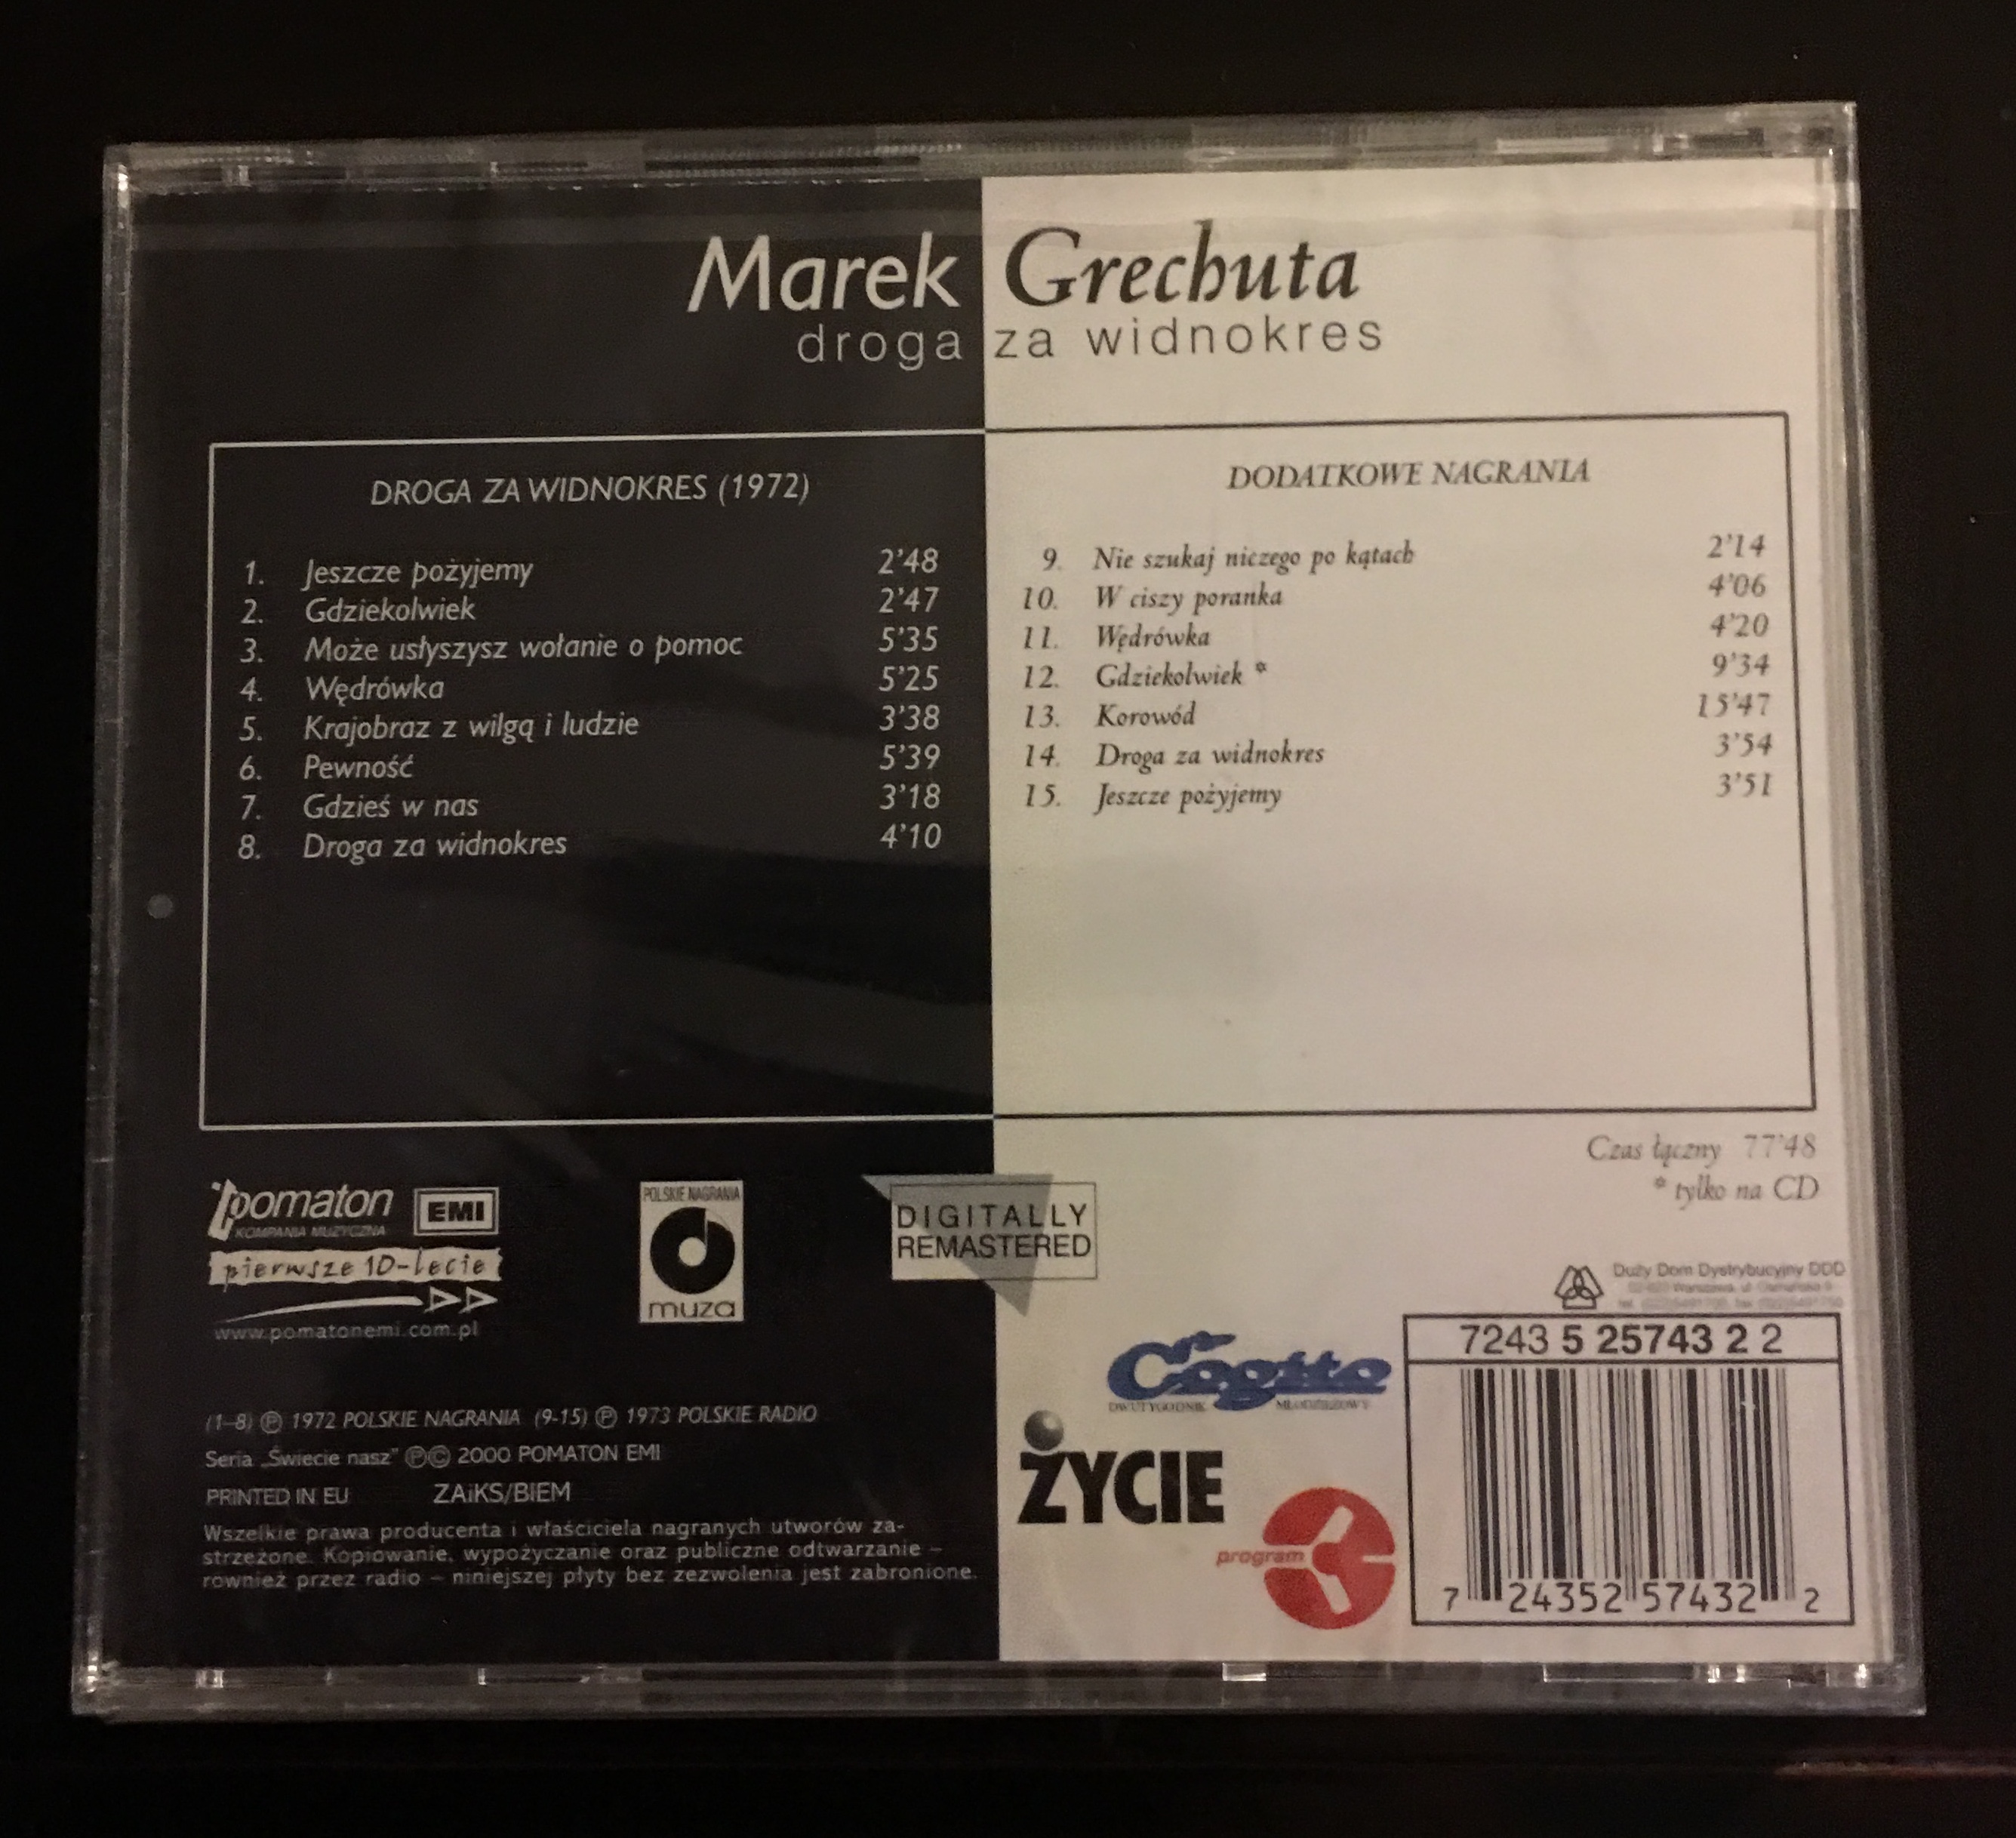 Marek Grechuta
droga za widnokres
DROGA ZA WIDNOKRES (1972)
1. Jeszcze pożyjemy 2'48
2. Gdziekolwiek 2'47
3. Może usłyszysz wołanie o pomoc 5'35
4. Wędrówka 5'25
5. Krajobraz z wilgą i ludzie 3'38
6. Pewność 5'39
7. Gdzieś w nas 3'18
8. Droga za widnokres 4'10
DODATKOWE NAGRANIA
9. Nie szukaj niczego po kątach 2'14
10. W ciszy poranka 4'06
11. Wędrówka 4'20
12. Gdziekolwiek * 9'34
13. Korowód 15'47
14. Droga za widnokres 3'54
15. Jeszcze pożyjemy 3'51
Czas łączny 77'48
* tylko na CD
pomaton EMI
KOMPANIA MUZYCZNA
pierwsze 10-lecie
www.pomatonemi.com.pl
POLSKIE NAGRANIA
muza
DIGITALLY
REMASTERED
Duży Dom Dystrybucyjny DDD
7243 5 25743 2 2
Cogito
DWUTYGODNIK MŁODZIEŻOWY
ŻYCIE
program
7 24352 57432 2
(1-8) Ⓟ 1972 POLSKIE NAGRANIA (9-15) Ⓟ 1973 POLSKIE RADIO
Seria „Świecie nasz" Ⓟ© 2000 POMATON EMI
PRINTED IN EU ZAiKS/BIEM
Wszelkie prawa producenta i właściciela nagranych utworów za-
strzeżone. Kopiowanie, wypożyczanie oraz publiczne odtwarzanie –
również przez radio – niniejszej płyty bez zezwolenia jest zabronione.